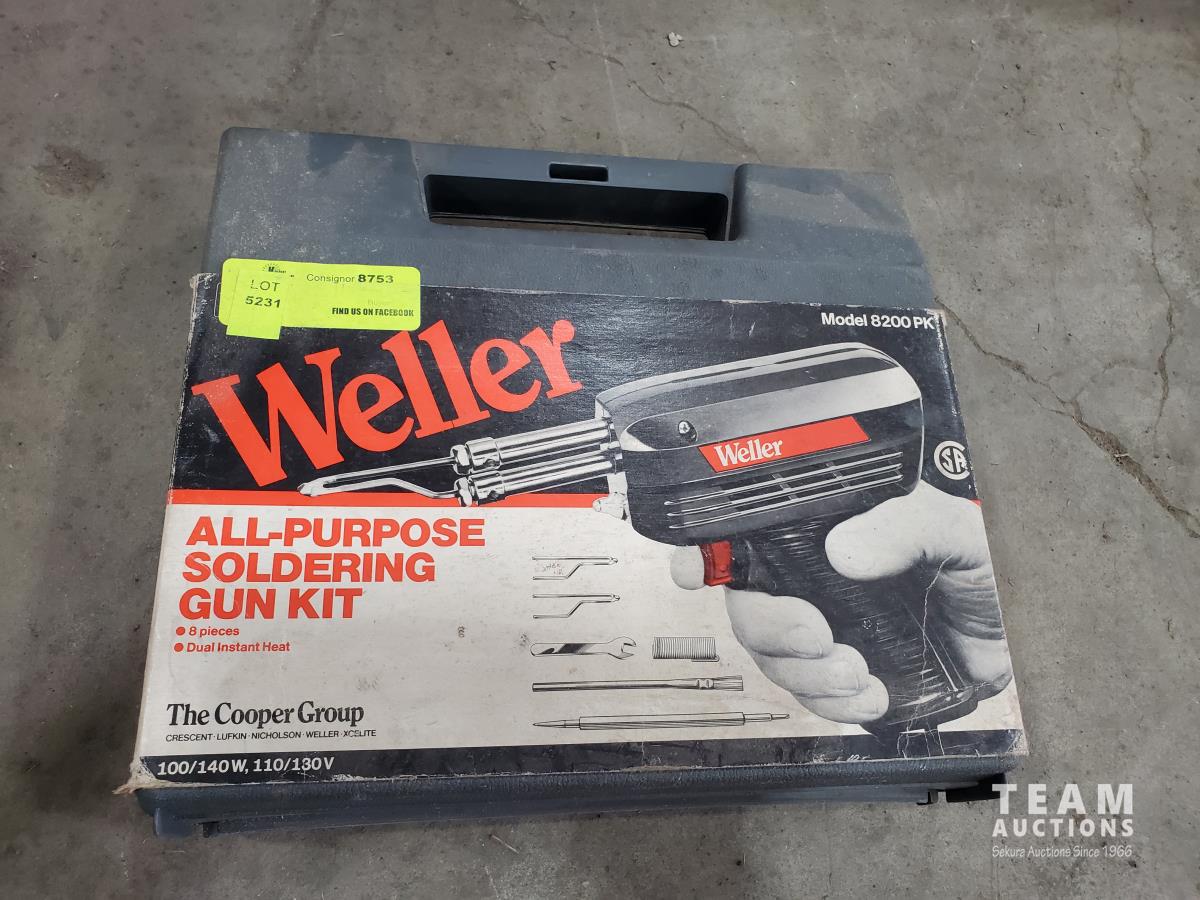 Consignor 8753
LOT
5231
FIND US ON FACEBOOK
Model 8200 PK
Weller
Weller
SA
ALL-PURPOSE
SOLDERING
GUN KIT
• 8 pieces
• Dual Instant Heat
The Cooper Group
CRESCENT · LUFKIN · NICHOLSON · WELLER · XCELITE
100/140 W, 110/130 V
TEAM
AUCTIONS
Sekura Auctions Since 1966